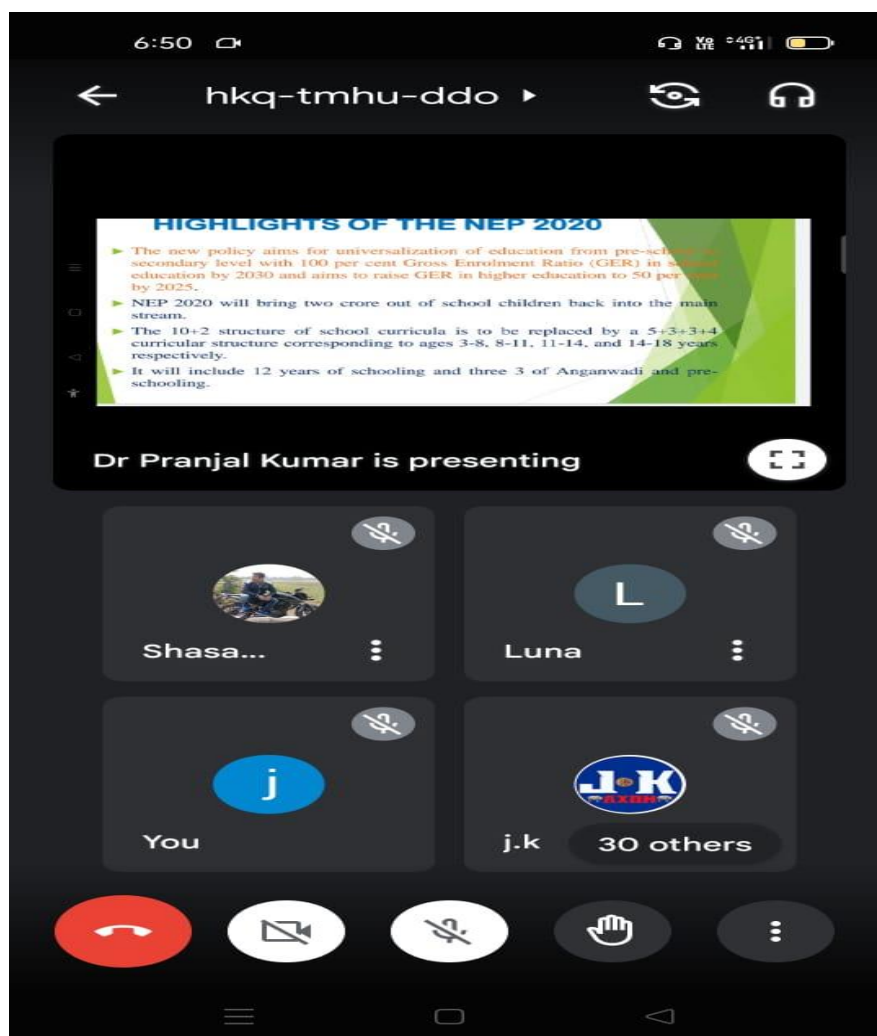 6:50 Vo LTE 4G+
hkq-tmhu-ddo
HIGHLIGHTS OF THE NEP 2020
The new policy aims for universalization of education from pre-school
secondary level with 100 per cent Gross Enrolment Ratio (GER) in
education by 2030 and aims to raise GER in higher education to 50 per
by 2025.
NEP 2020 will bring two crore out of school children back into the main
stream.
The 10+2 structure of school curricula is to be replaced by a 5+3+3+4
curricular structure corresponding to ages 3-8, 8-11, 11-14, and 14-18 years
respectively.
It will include 12 years of schooling and three 3 of Anganwadi and pre-
schooling.
Dr Pranjal Kumar is presenting
L
Shasa... Luna
j J K
You j.k 30 others